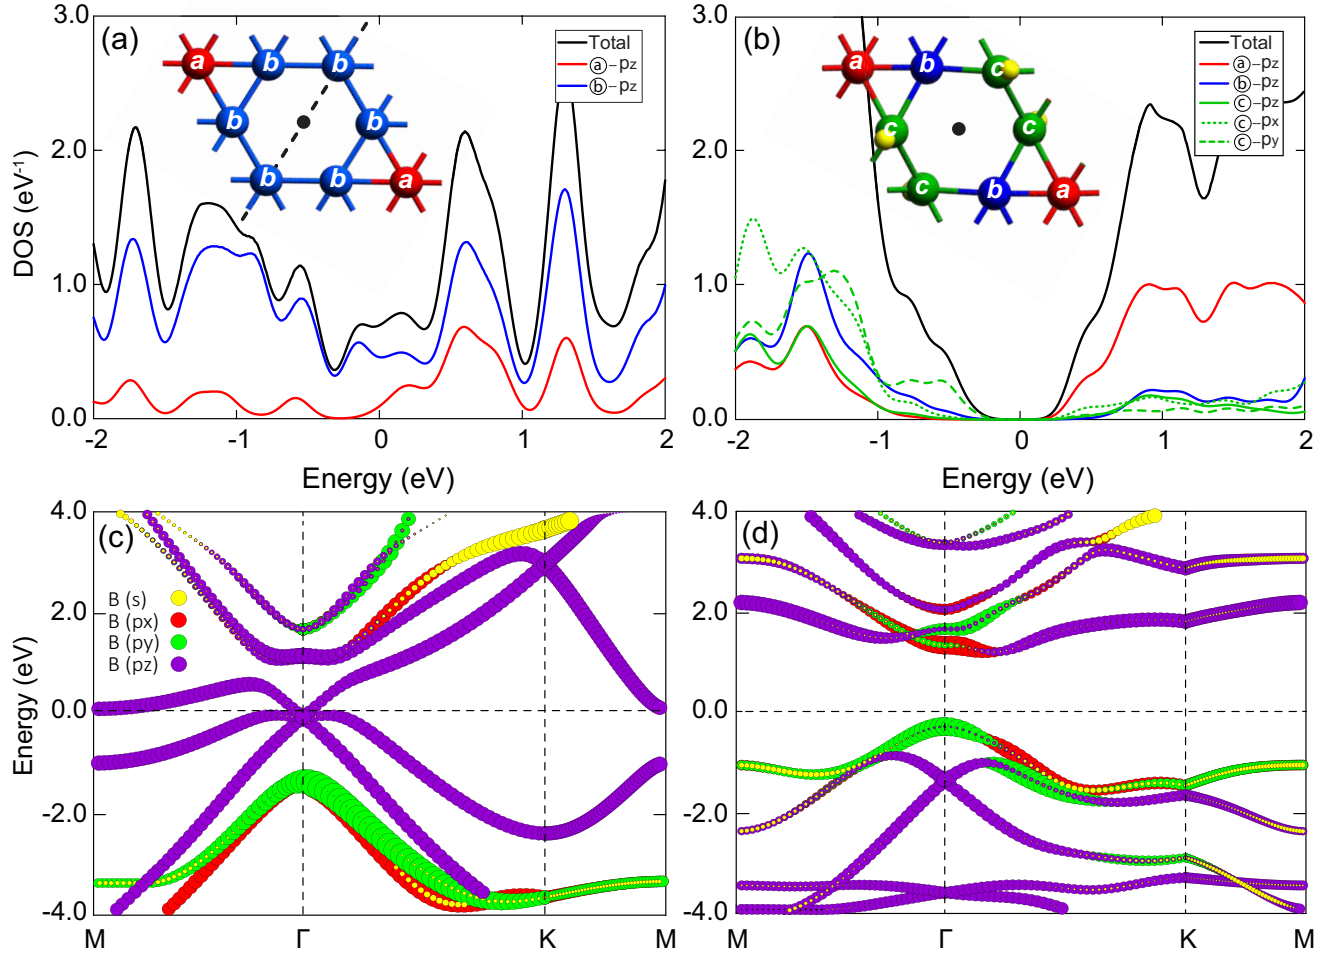 (a)
3.0
2.0
1.0
0.0
DOS (eV⁻¹)
a b b
b b
b b a
Total
ⓐ–pz
ⓑ–pz
-2 -1 0 1 2
Energy (eV)
(b)
3.0
2.0
1.0
0.0
a b c
c c
c b a
Total
ⓐ–pz
ⓑ–pz
ⓒ–pz
ⓒ–px
ⓒ–py
-2 -1 0 1 2
Energy (eV)
(c)
4.0
2.0
0.0
-2.0
-4.0
Energy (eV)
B (s)
B (px)
B (py)
B (pz)
M Γ K M
(d)
4.0
2.0
0.0
-2.0
-4.0
M Γ K M